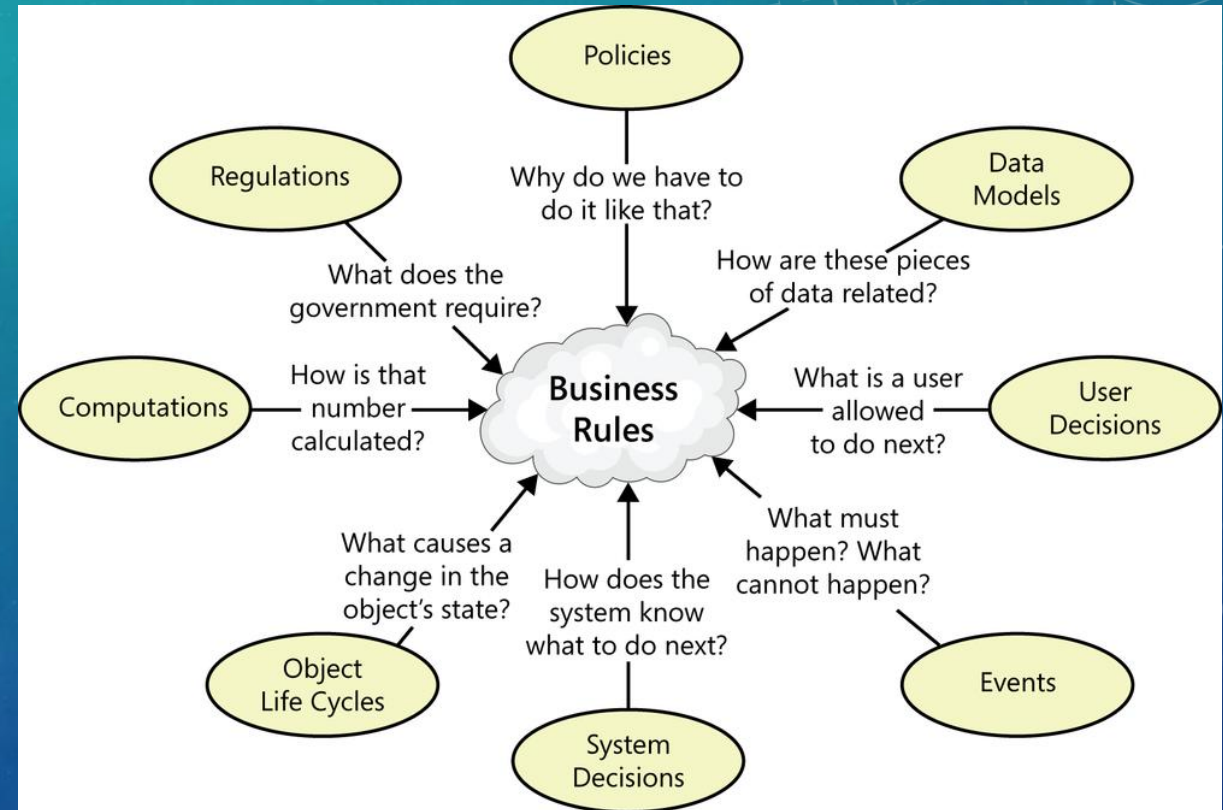 Policies
Why do we have to
do it like that?
Regulations
What does the
government require?
Data
Models
How are these pieces
of data related?
Computations
How is that
number
calculated?
Business
Rules
What is a user
allowed
to do next?
User
Decisions
What causes a
change in the
object's state?
Object
Life Cycles
How does the
system know
what to do next?
System
Decisions
What must
happen? What
cannot happen?
Events